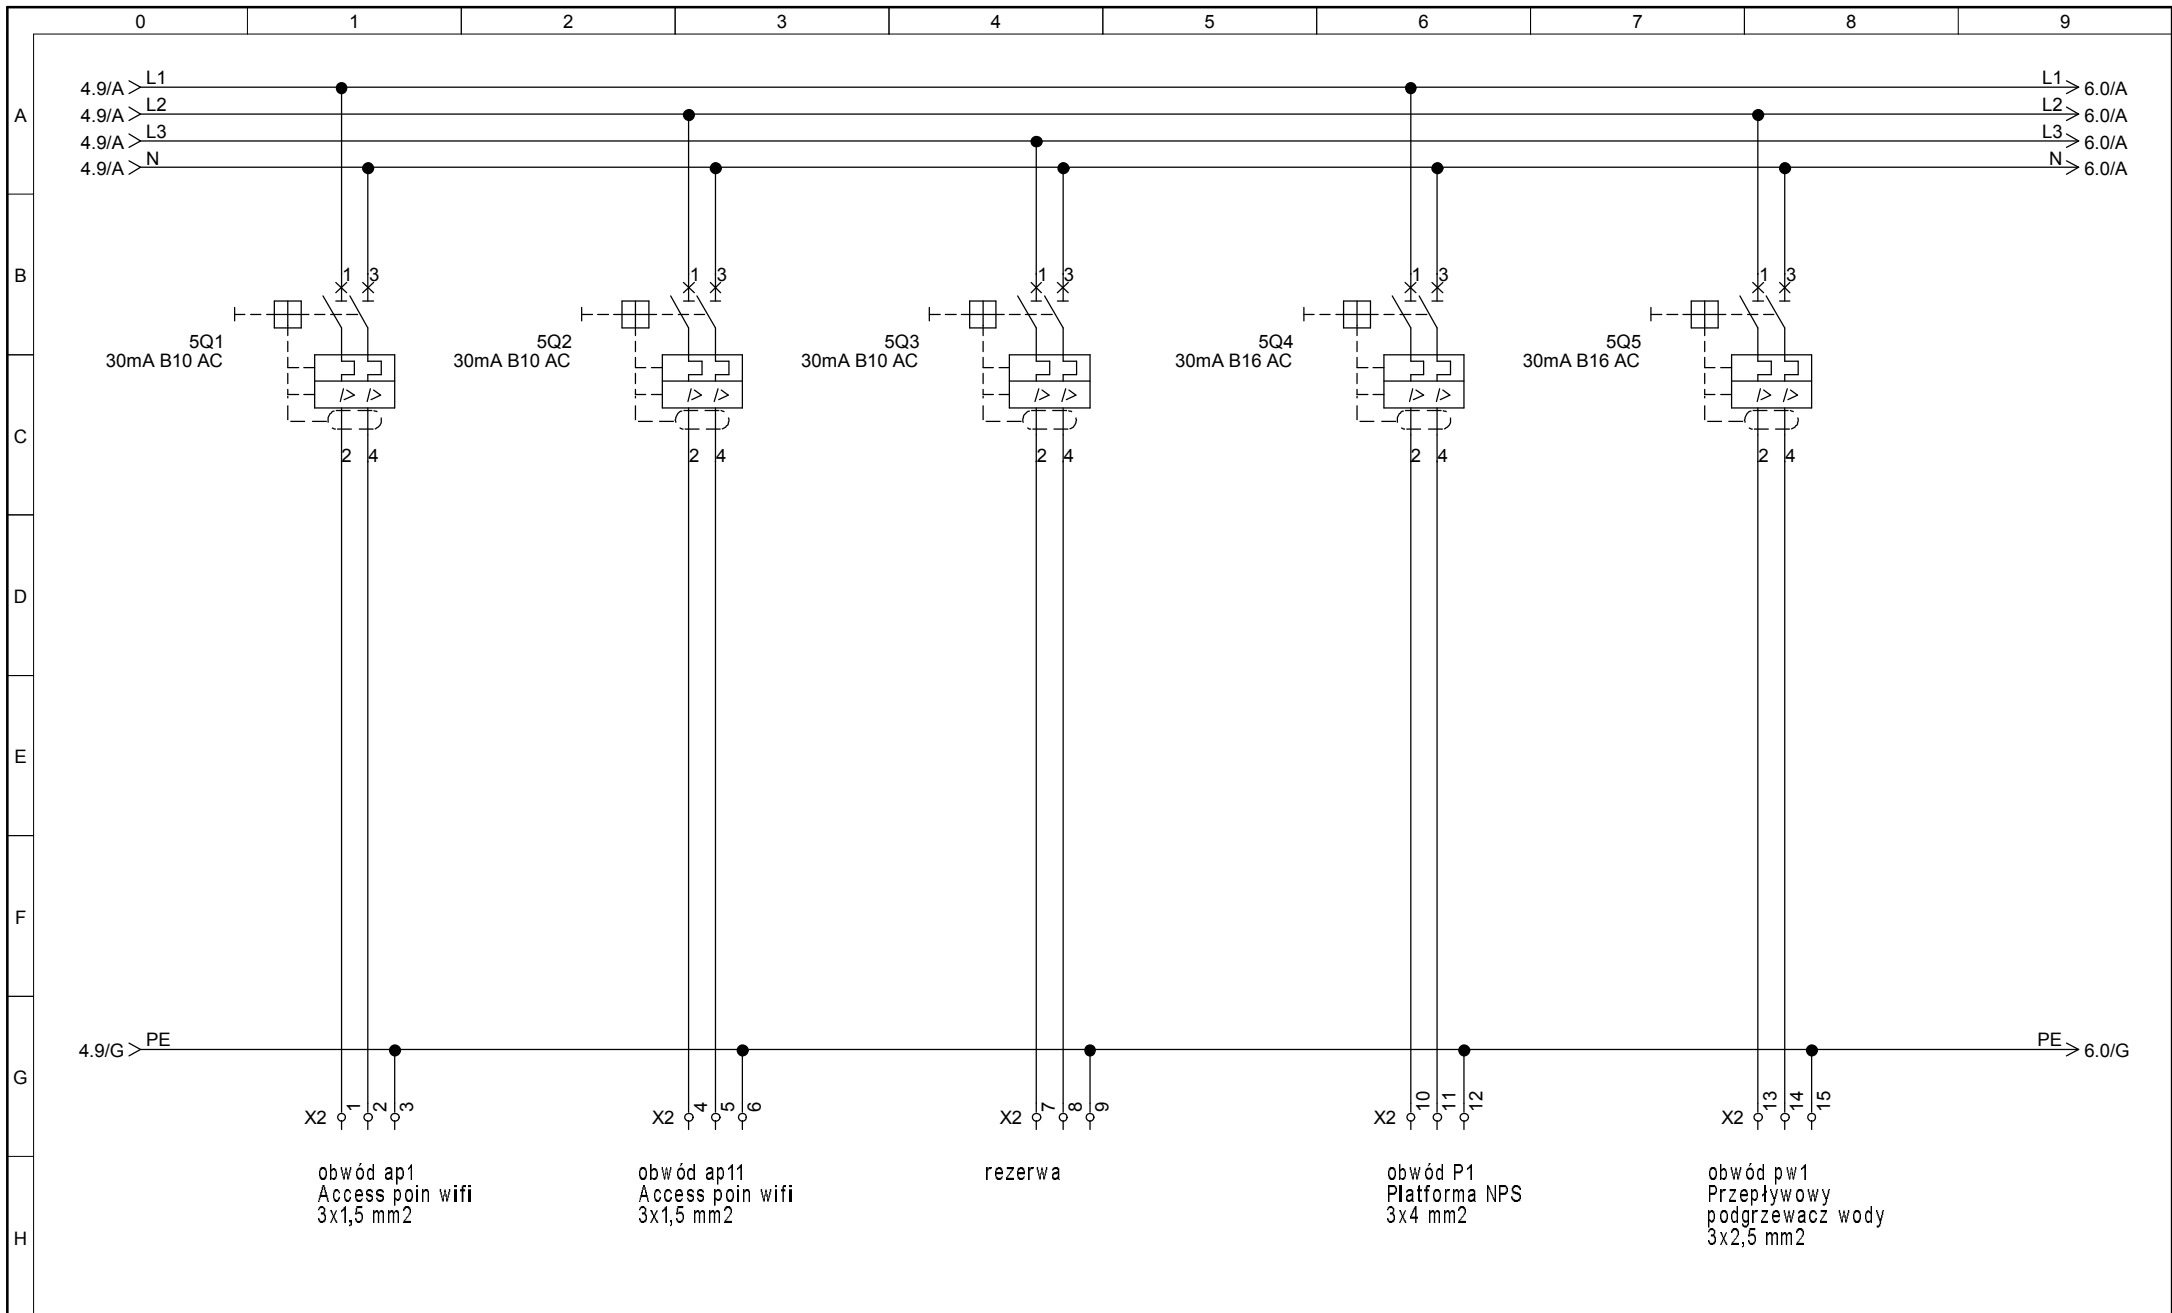 0 1 2 3 4 5 6 7 8 9
A
4.9/A L1 L1 6.0/A
4.9/A L2 L2 6.0/A
4.9/A L3 L3 6.0/A
4.9/A N N 6.0/A
B
1 3 1 3 1 3 1 3 1 3
5Q1 5Q2 5Q3 5Q4 5Q5
30mA B10 AC 30mA B10 AC 30mA B10 AC 30mA B16 AC 30mA B16 AC
I> I> I> I> I> I> I> I> I> I>
C
2 4 2 4 2 4 2 4 2 4
D
E
F
4.9/G PE PE 6.0/G
G
X2 1 2 3 X2 4 5 6 X2 7 8 9 X2 10 11 12 X2 13 14 15
H
obwód ap1
Access poin wifi
3x1,5 mm2
obwód ap11
Access poin wifi
3x1,5 mm2
rezerwa
obwód P1
Platforma NPS
3x4 mm2
obwód pw1
Przepływowy
podgrzewacz wody
3x2,5 mm2